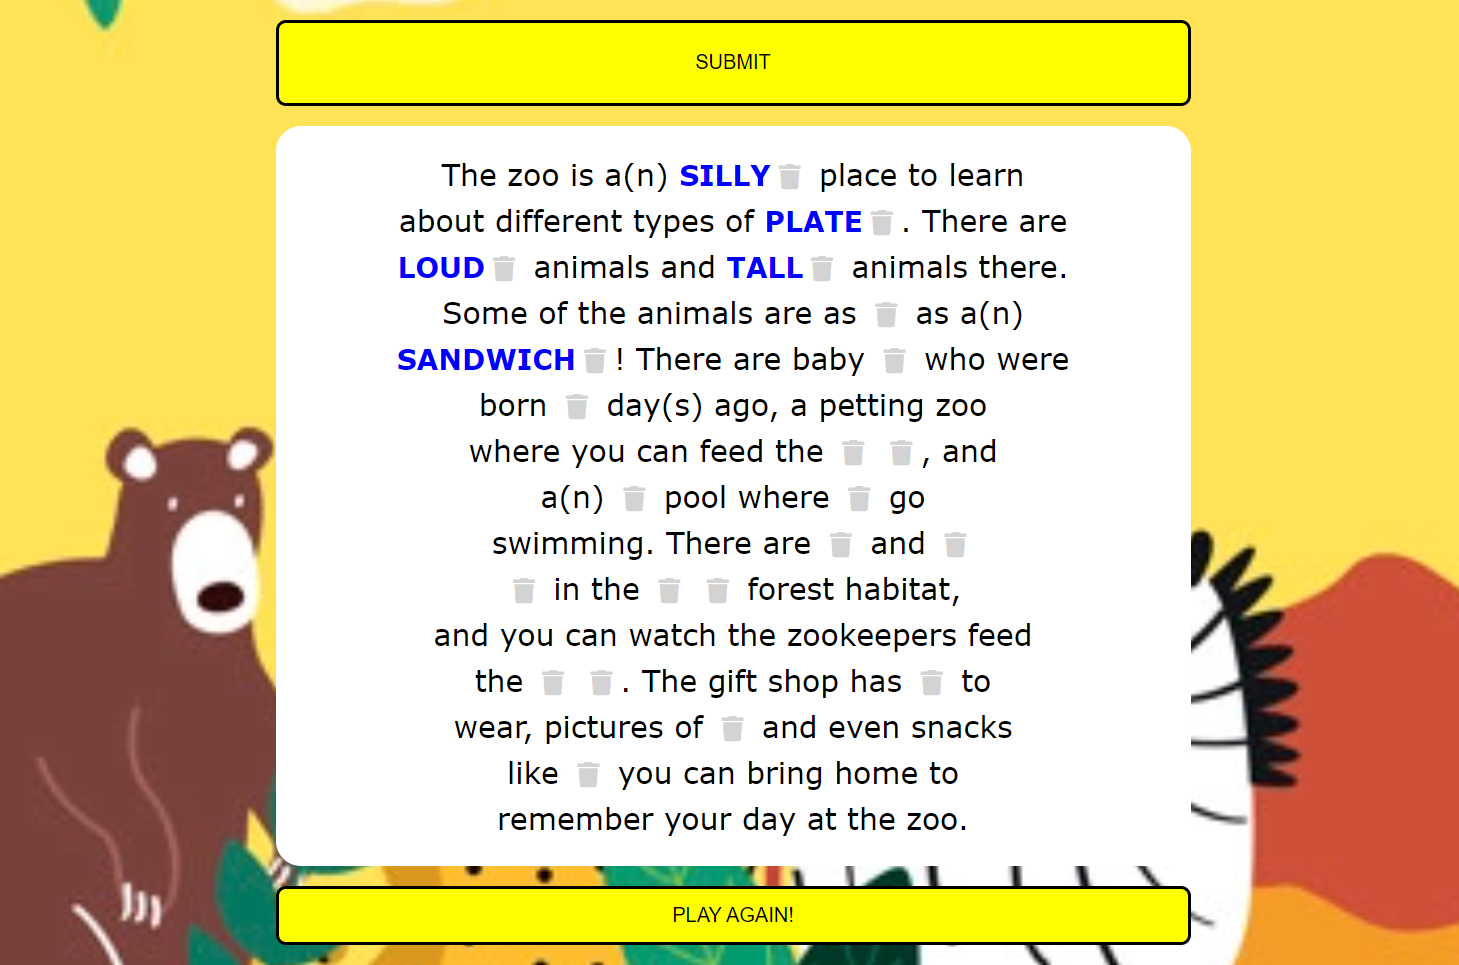 SUBMIT
The zoo is a(n) SILLY place to learn
about different types of PLATE. There are
LOUD animals and TALL animals there.
Some of the animals are as as a(n)
SANDWICH! There are baby who were
born day(s) ago, a petting zoo
where you can feed the , and
a(n) pool where go
swimming. There are and
in the forest habitat,
and you can watch the zookeepers feed
the . The gift shop has to
wear, pictures of and even snacks
like you can bring home to
remember your day at the zoo.
PLAY AGAIN!